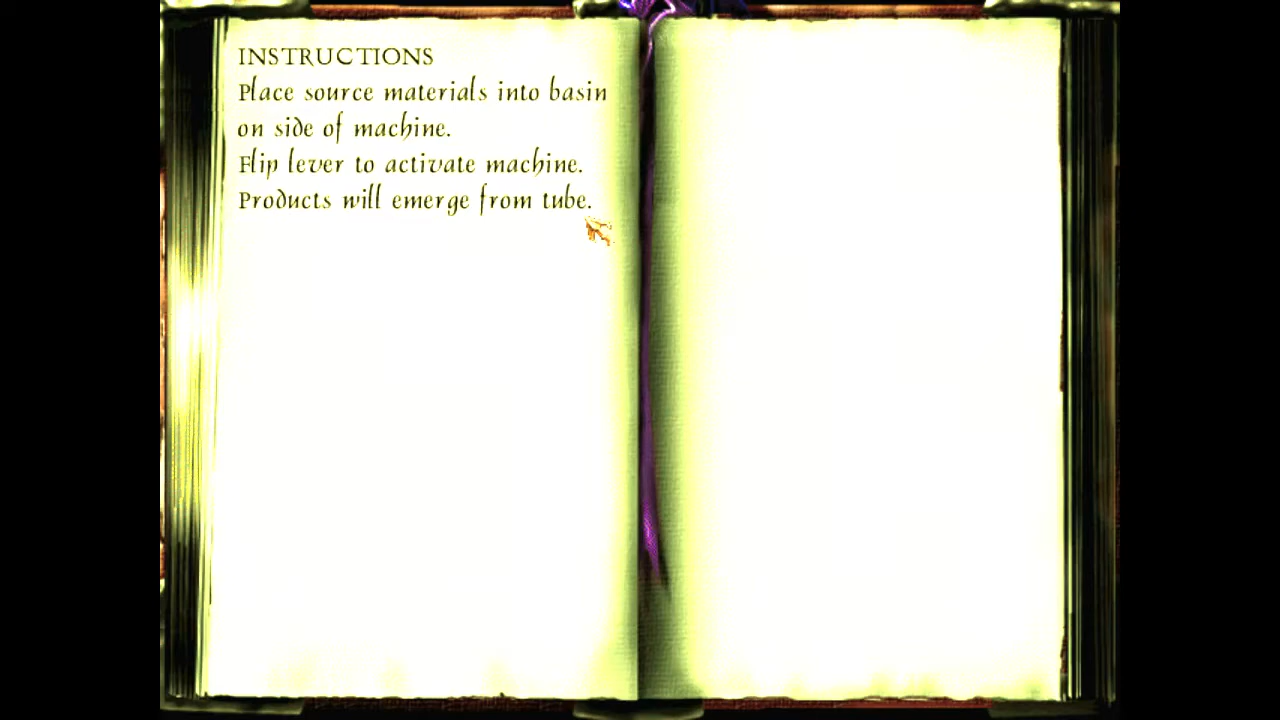 INSTRUCTIONS
Place source materials into basin
on side of machine.
Flip lever to activate machine.
Products will emerge from tube.